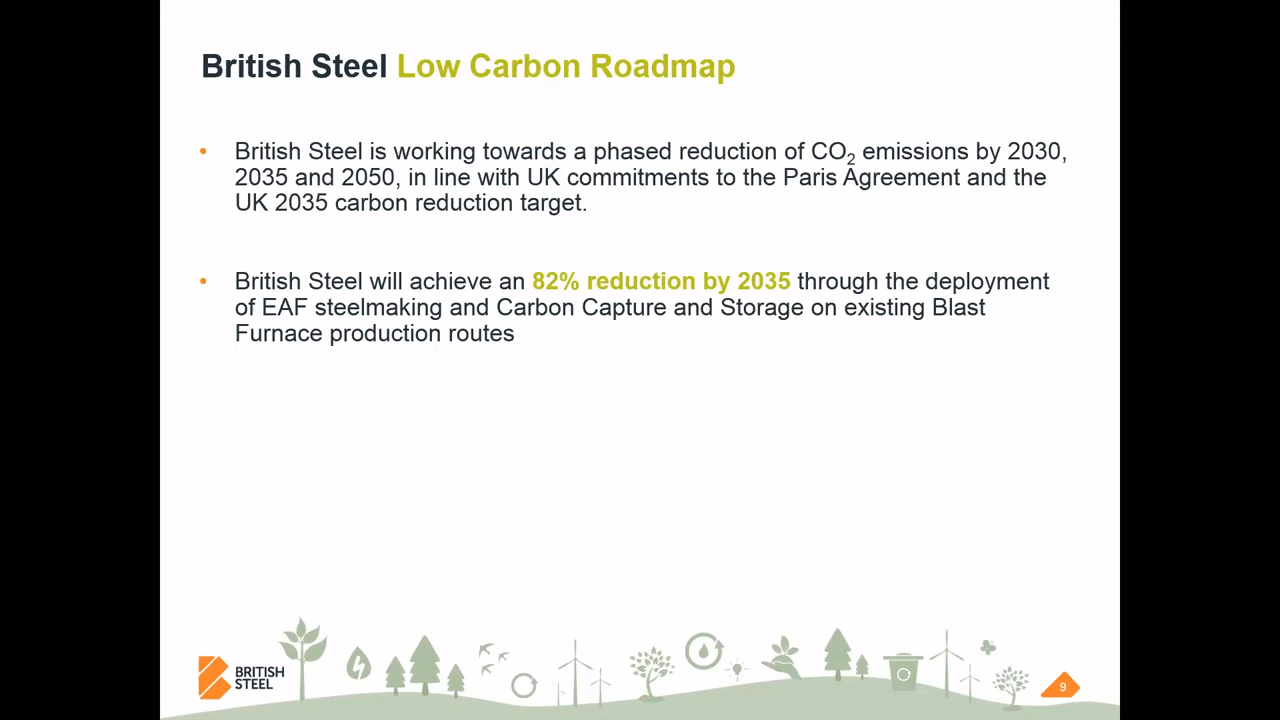 British Steel Low Carbon Roadmap
• British Steel is working towards a phased reduction of CO₂ emissions by 2030,
2035 and 2050, in line with UK commitments to the Paris Agreement and the
UK 2035 carbon reduction target.
• British Steel will achieve an 82% reduction by 2035 through the deployment
of EAF steelmaking and Carbon Capture and Storage on existing Blast
Furnace production routes
BRITISH
STEEL
9